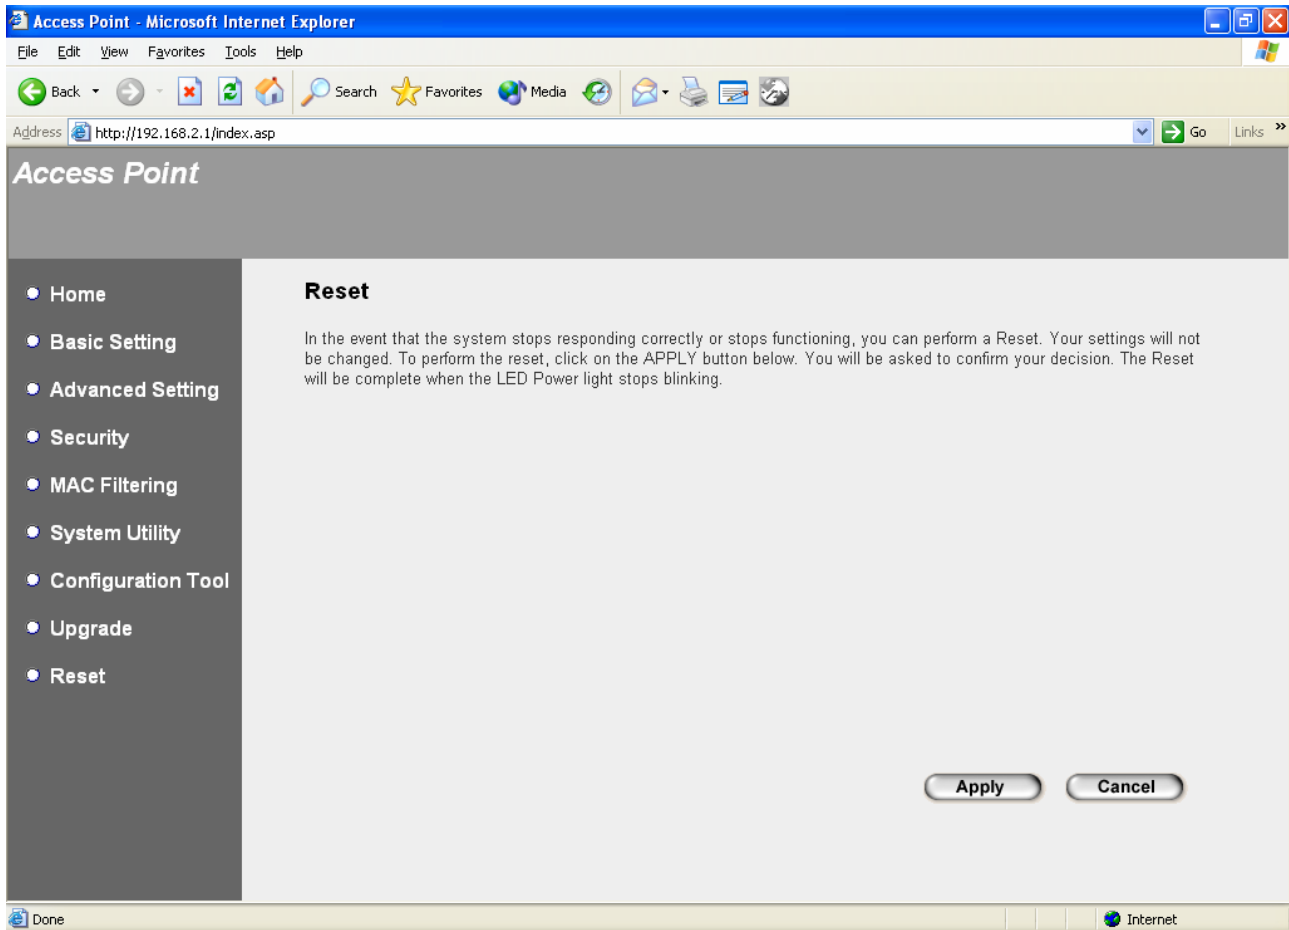 Access Point - Microsoft Internet Explorer
File Edit View Favorites Tools Help
Back Search Favorites Media
Address http://192.168.2.1/index.asp Go Links »
Access Point
Home
Basic Setting
Advanced Setting
Security
MAC Filtering
System Utility
Configuration Tool
Upgrade
Reset
Reset
In the event that the system stops responding correctly or stops functioning, you can perform a Reset. Your settings will not
be changed. To perform the reset, click on the APPLY button below. You will be asked to confirm your decision. The Reset
will be complete when the LED Power light stops blinking.
Apply Cancel
Done Internet